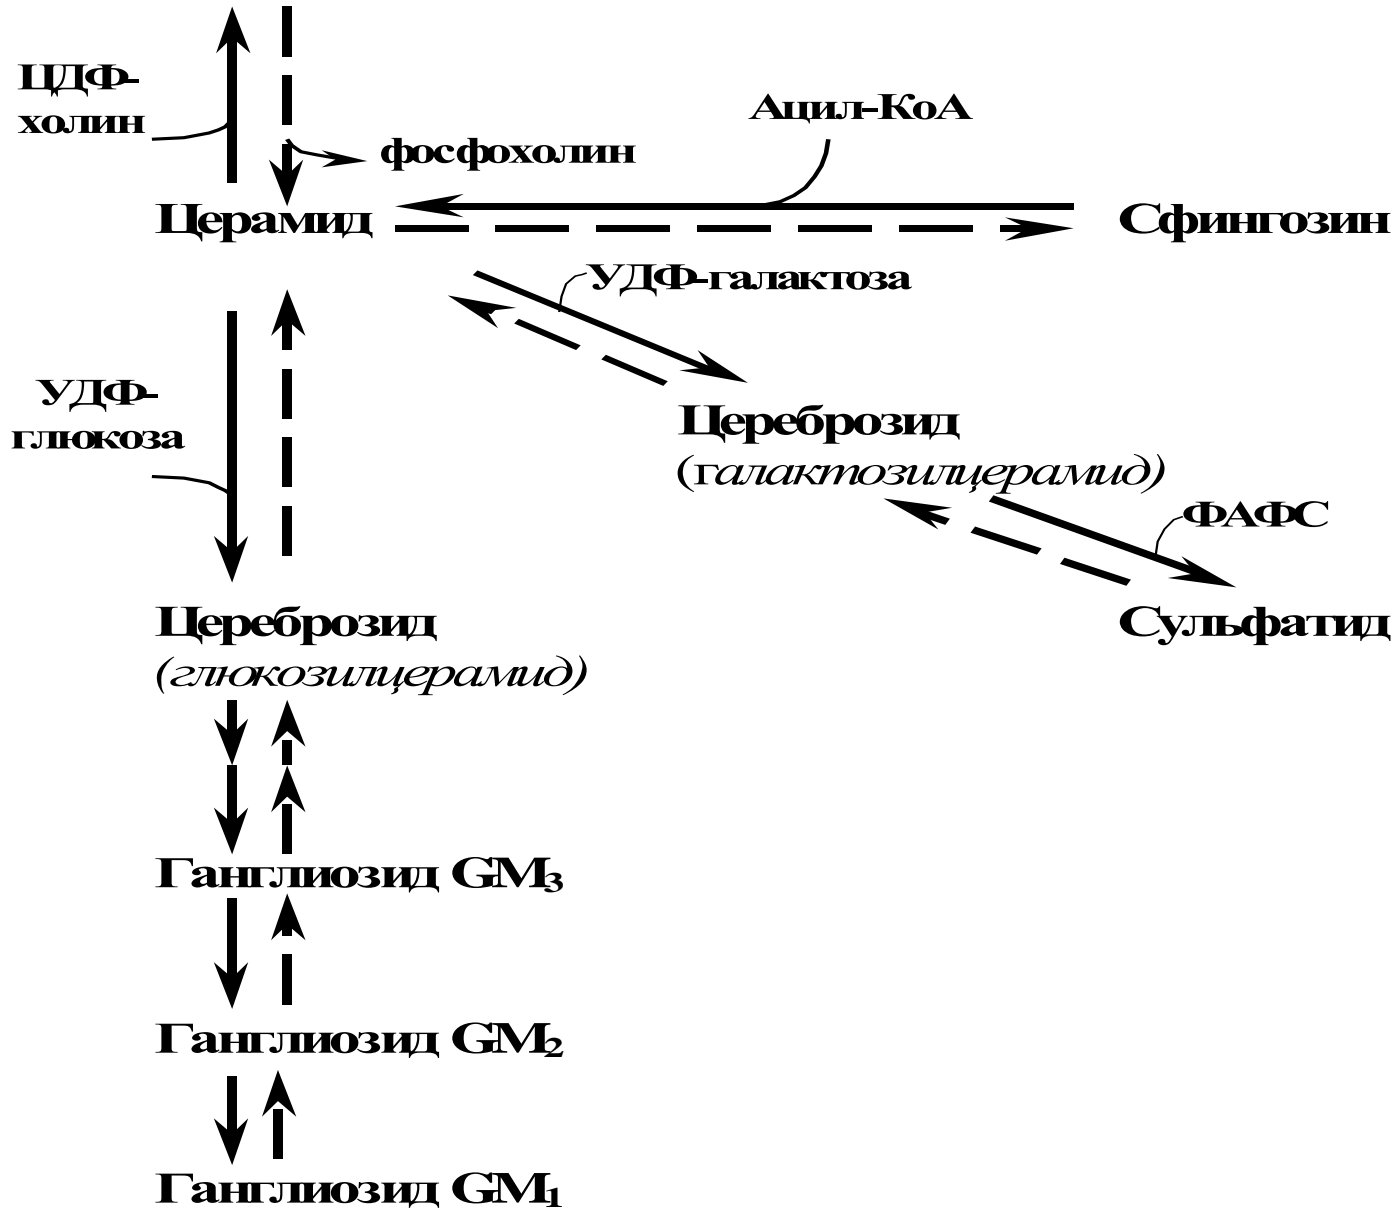 ЦДФ-
холин
Ацил-КоА
фосфохолин
Церамид
Сфингозин
УДФ-галактоза
УДФ-
глюкоза
Цереброзид
(галактозилцерамид)
ФАФС
Цереброзид
(глюкозилцерамид)
Сульфатид
Ганглиозид GM₃
Ганглиозид GM₂
Ганглиозид GM₁